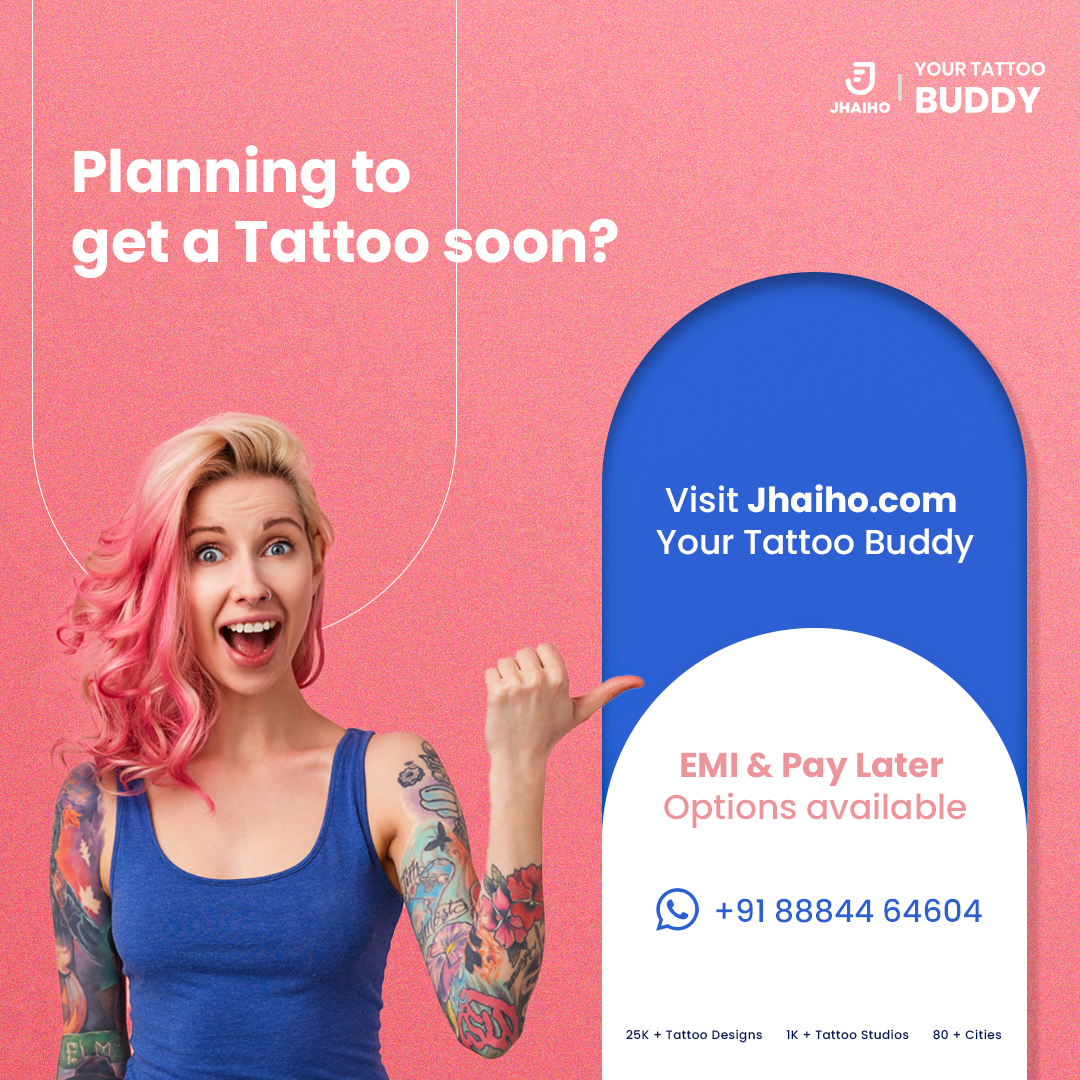 JHAIHO
YOUR TATTOO
BUDDY
Planning to
get a Tattoo soon?
Visit Jhaiho.com
Your Tattoo Buddy
EMI & Pay Later
Options available
+91 88844 64604
25K + Tattoo Designs 1K + Tattoo Studios 80 + Cities
ELM